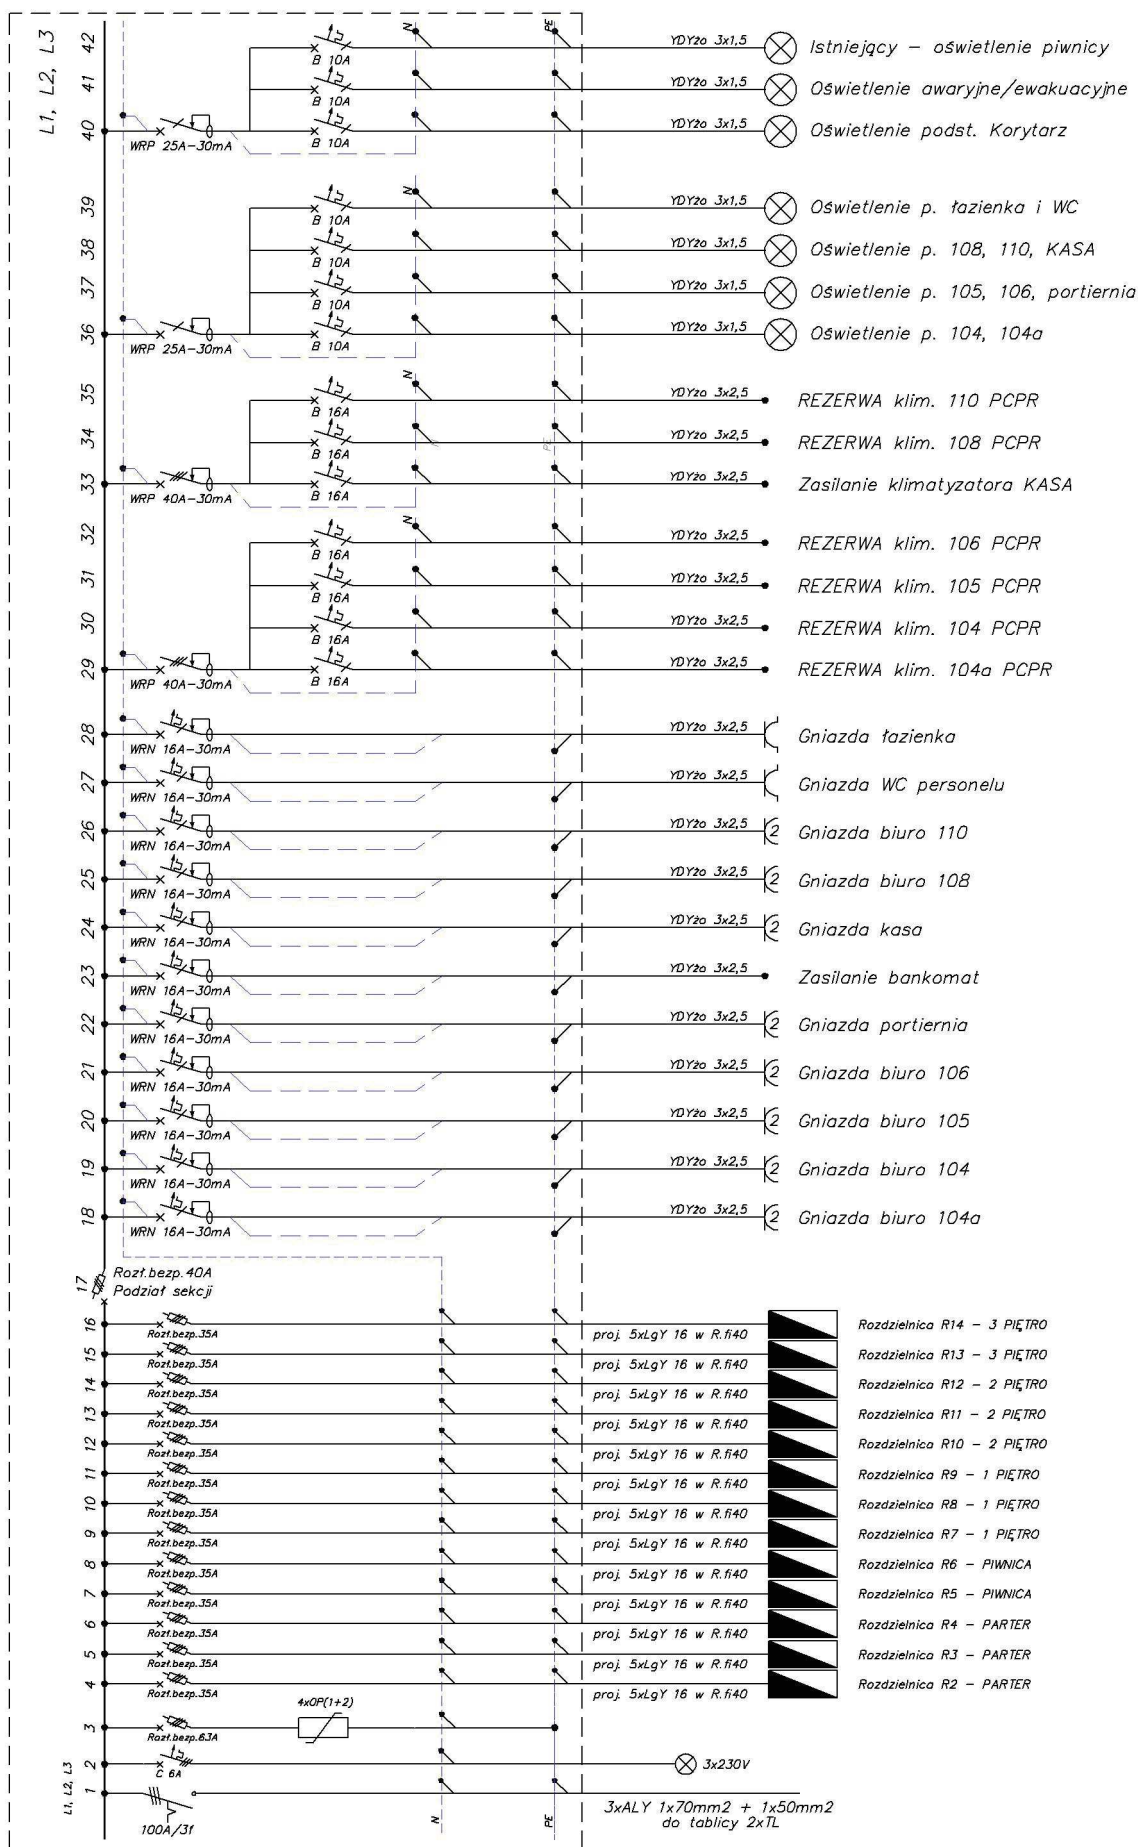 L1, L2, L3
N
PE
42 B 10A YDYżo 3x1,5 Istniejący – oświetlenie piwnicy
41 B 10A YDYżo 3x1,5 Oświetlenie awaryjne/ewakuacyjne
40 WRP 25A-30mA B 10A YDYżo 3x1,5 Oświetlenie podst. Korytarz
N
39 B 10A YDYżo 3x1,5 Oświetlenie p. łazienka i WC
38 B 10A YDYżo 3x1,5 Oświetlenie p. 108, 110, KASA
37 B 10A YDYżo 3x1,5 Oświetlenie p. 105, 106, portiernia
36 WRP 25A-30mA B 10A YDYżo 3x1,5 Oświetlenie p. 104, 104a
N
35 B 16A YDYżo 3x2,5 REZERWA klim. 110 PCPR
34 B 16A N PE YDYżo 3x2,5 REZERWA klim. 108 PCPR
33 WRP 40A-30mA B 16A YDYżo 3x2,5 Zasilanie klimatyzatora KASA
N
32 B 16A YDYżo 3x2,5 REZERWA klim. 106 PCPR
31 B 16A YDYżo 3x2,5 REZERWA klim. 105 PCPR
30 B 16A YDYżo 3x2,5 REZERWA klim. 104 PCPR
29 WRP 40A-30mA B 16A YDYżo 3x2,5 REZERWA klim. 104a PCPR
28 WRN 16A-30mA YDYżo 3x2,5 Gniazda łazienka
27 WRN 16A-30mA YDYżo 3x2,5 Gniazda WC personelu
26 WRN 16A-30mA YDYżo 3x2,5 2 Gniazda biuro 110
25 WRN 16A-30mA YDYżo 3x2,5 2 Gniazda biuro 108
24 WRN 16A-30mA YDYżo 3x2,5 2 Gniazda kasa
23 WRN 16A-30mA YDYżo 3x2,5 Zasilanie bankomat
22 WRN 16A-30mA YDYżo 3x2,5 2 Gniazda portiernia
21 WRN 16A-30mA YDYżo 3x2,5 2 Gniazda biuro 106
20 WRN 16A-30mA YDYżo 3x2,5 2 Gniazda biuro 105
19 WRN 16A-30mA YDYżo 3x2,5 2 Gniazda biuro 104
18 WRN 16A-30mA YDYżo 3x2,5 2 Gniazda biuro 104a
17 Rozł.bezp.40A
Podział sekcji
16 Rozł.bezp.35A proj. 5xLgY 16 w R.fi40 Rozdzielnica R14 – 3 PIĘTRO
15 Rozł.bezp.35A proj. 5xLgY 16 w R.fi40 Rozdzielnica R13 – 3 PIĘTRO
14 Rozł.bezp.35A proj. 5xLgY 16 w R.fi40 Rozdzielnica R12 – 2 PIĘTRO
13 Rozł.bezp.35A proj. 5xLgY 16 w R.fi40 Rozdzielnica R11 – 2 PIĘTRO
12 Rozł.bezp.35A proj. 5xLgY 16 w R.fi40 Rozdzielnica R10 – 2 PIĘTRO
11 Rozł.bezp.35A proj. 5xLgY 16 w R.fi40 Rozdzielnica R9 – 1 PIĘTRO
10 Rozł.bezp.35A proj. 5xLgY 16 w R.fi40 Rozdzielnica R8 – 1 PIĘTRO
9 Rozł.bezp.35A proj. 5xLgY 16 w R.fi40 Rozdzielnica R7 – 1 PIĘTRO
8 Rozł.bezp.35A proj. 5xLgY 16 w R.fi40 Rozdzielnica R6 – PIWNICA
7 Rozł.bezp.35A proj. 5xLgY 16 w R.fi40 Rozdzielnica R5 – PIWNICA
6 Rozł.bezp.35A proj. 5xLgY 16 w R.fi40 Rozdzielnica R4 – PARTER
5 Rozł.bezp.35A proj. 5xLgY 16 w R.fi40 Rozdzielnica R3 – PARTER
4 Rozł.bezp.35A proj. 5xLgY 16 w R.fi40 Rozdzielnica R2 – PARTER
4xOP(1+2)
3 Rozł.bezp.63A
2 C 6A 3x230V
L1, L2, L3
1 100A/3f N PE
3xALY 1x70mm2 + 1x50mm2
do tablicy 2xTL